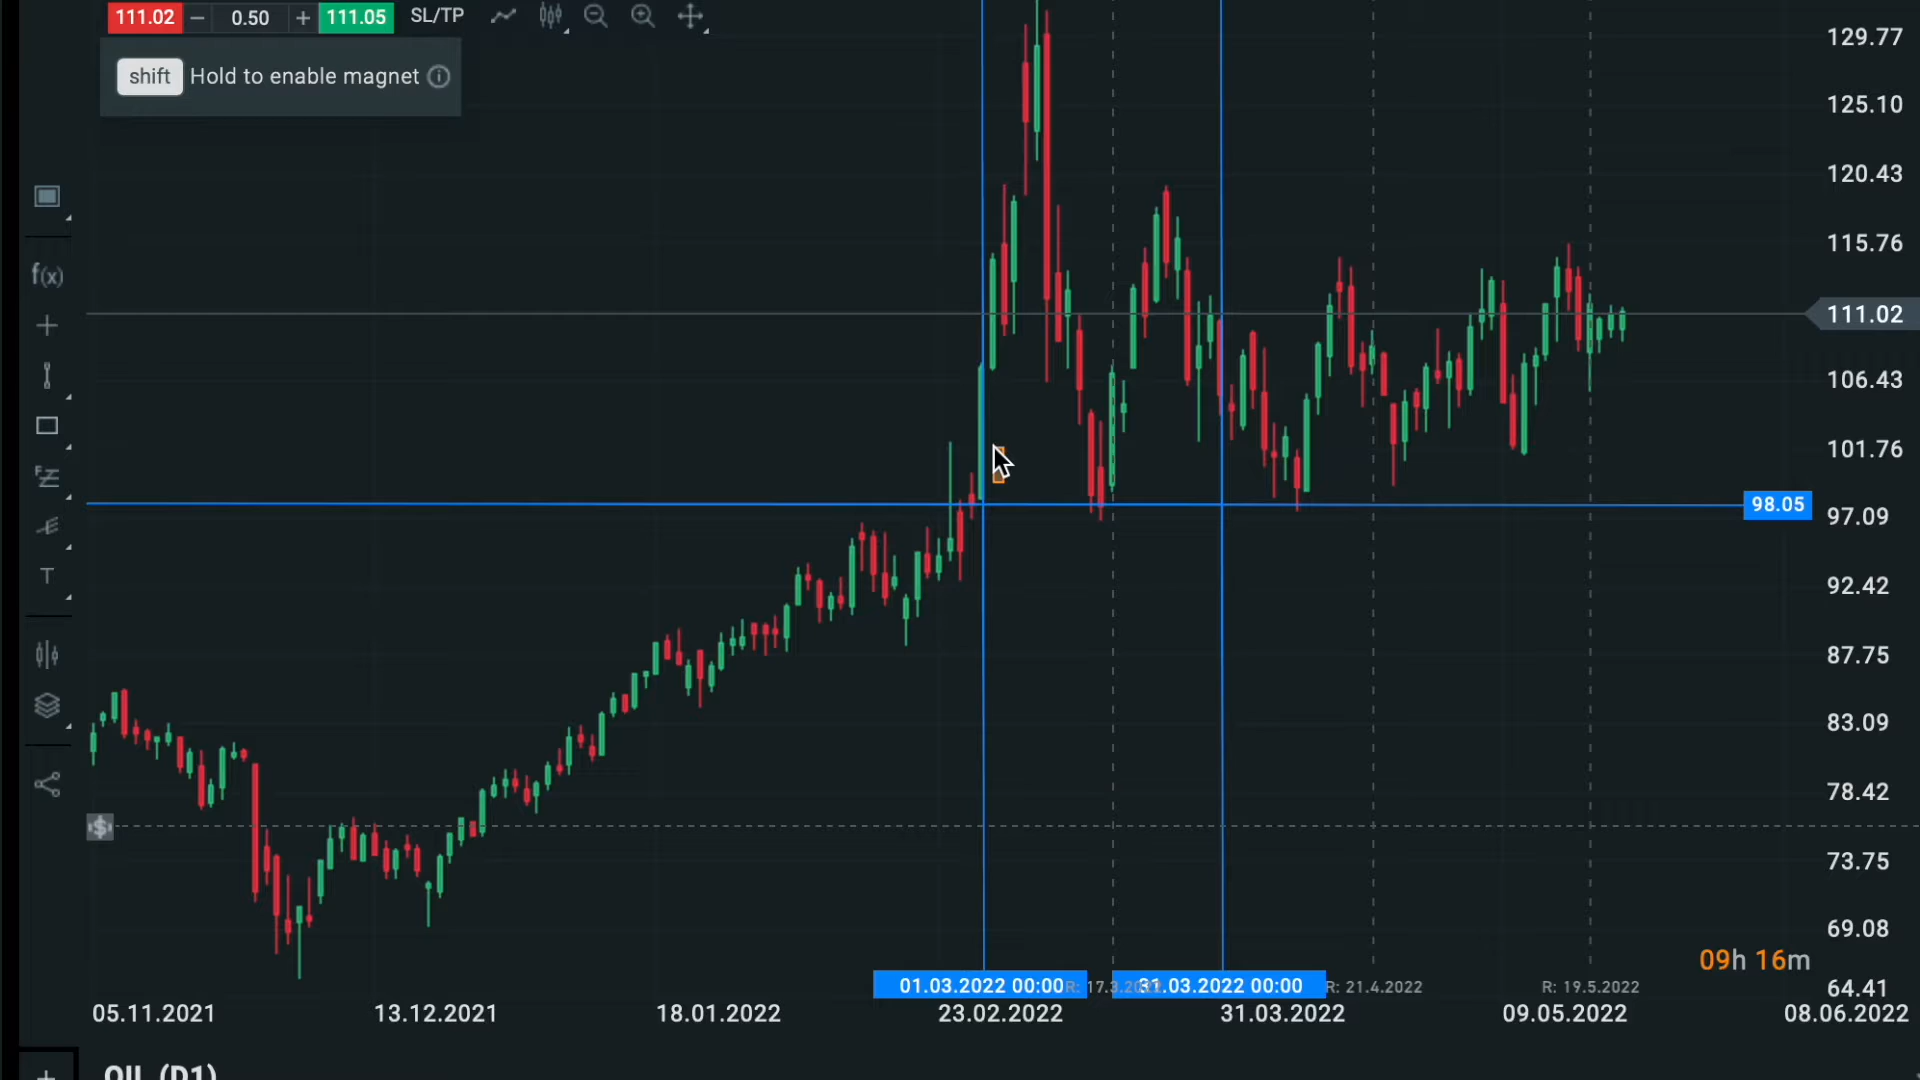 111.02 − 0.50 + 111.05 SL/TP
shift Hold to enable magnet
129.77
125.10
120.43
115.76
f(x)
111.02
106.43
101.76
98.05
97.09
T
92.42
87.75
83.09
78.42
$
73.75
69.08
09h 16m
64.41
01.03.2022 00:00 R: 17.3.2022 31.03.2022 00:00 R: 21.4.2022 R: 19.5.2022
05.11.2021 13.12.2021 18.01.2022 23.02.2022 31.03.2022 09.05.2022 08.06.2022
+ OIL (D1)